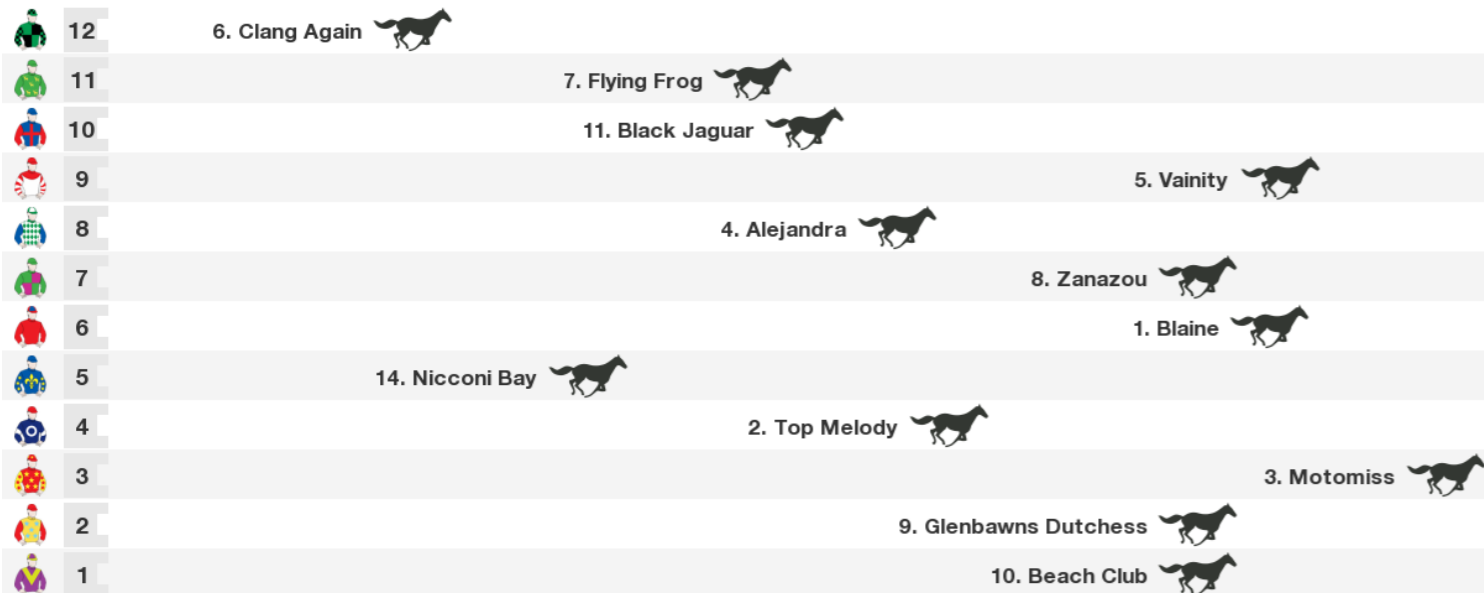 12 6. Clang Again
11 7. Flying Frog
10 11. Black Jaguar
9 5. Vainity
8 4. Alejandra
7 8. Zanazou
6 1. Blaine
5 14. Nicconi Bay
4 2. Top Melody
3 3. Motomiss
2 9. Glenbawns Dutchess
1 10. Beach Club